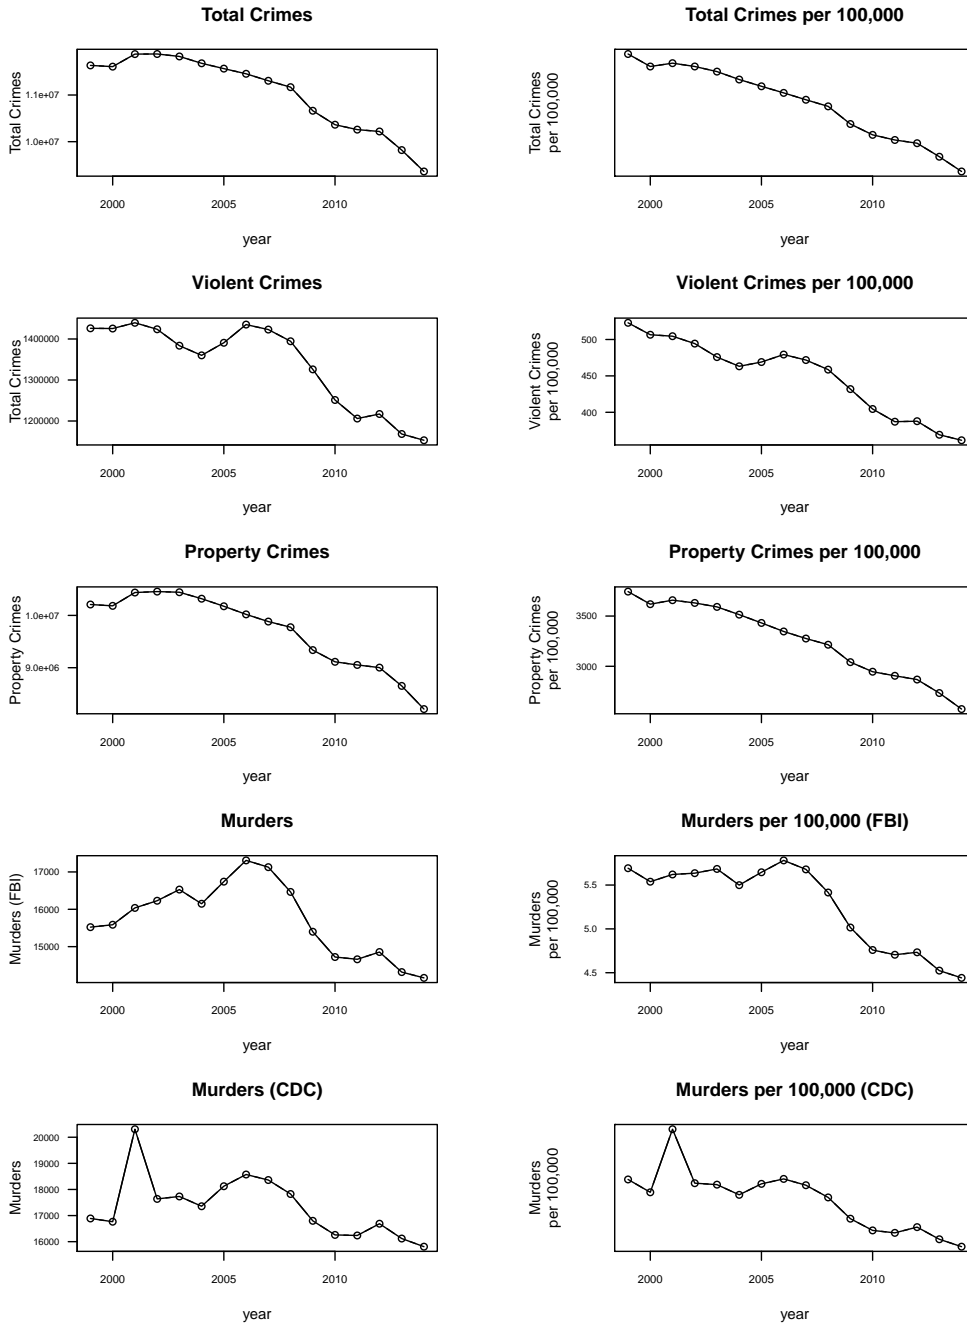 Total Crimes
Total Crimes
1.1e+07
1.0e+07
2000 2005 2010
year
Total Crimes per 100,000
Total Crimes
per 100,000
2000 2005 2010
year
Violent Crimes
Total Crimes
1400000
1300000
1200000
2000 2005 2010
year
Violent Crimes per 100,000
Violent Crimes
per 100,000
500
450
400
2000 2005 2010
year
Property Crimes
Property Crimes
1.0e+07
9.0e+06
2000 2005 2010
year
Property Crimes per 100,000
Property Crimes
per 100,000
3500
3000
2000 2005 2010
year
Murders
Murders (FBI)
17000
16000
15000
2000 2005 2010
year
Murders per 100,000 (FBI)
Murders
per 100,000
5.5
5.0
4.5
2000 2005 2010
year
Murders (CDC)
Murders
20000
19000
18000
17000
16000
2000 2005 2010
year
Murders per 100,000 (CDC)
Murders
per 100,000
2000 2005 2010
year